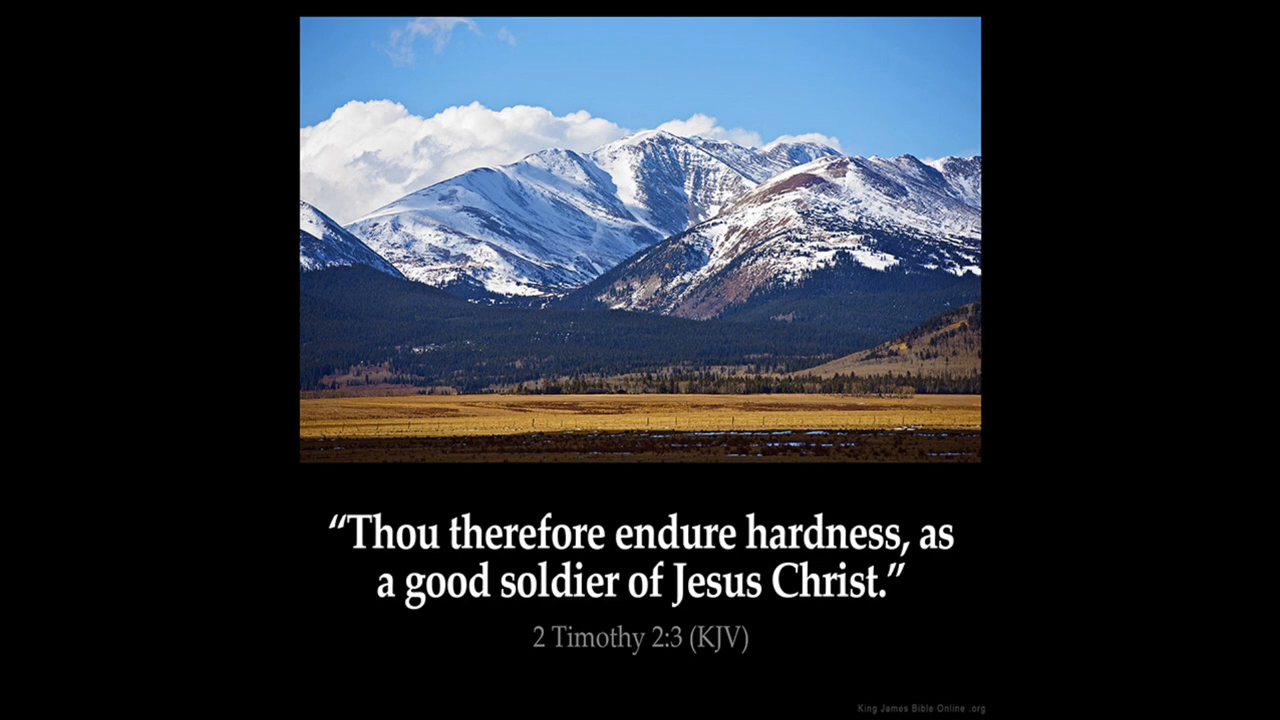 “Thou therefore endure hardness, as
a good soldier of Jesus Christ.”
2 Timothy 2:3 (KJV)
King James Bible Online .org